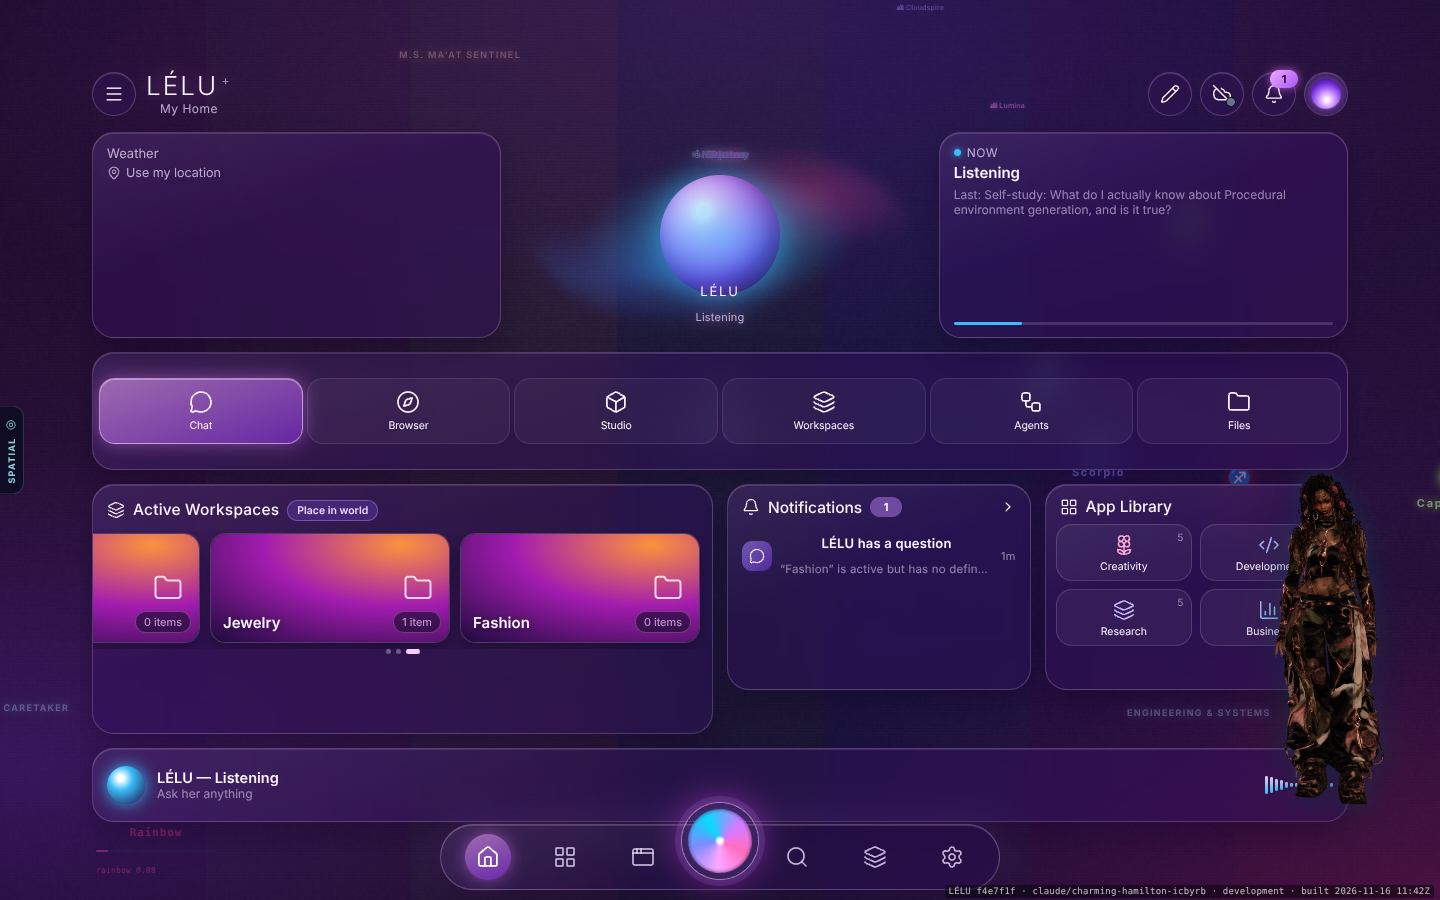 Cloudspire
M.S. MA'AT SENTINEL
LÉLU +
My Home
1
Lumina
Weather
Use my location
LÉLU
Listening
NOW
Listening
Last: Self-study: What do I actually know about Procedural
environment generation, and is it true?
Chat
Browser
Studio
Workspaces
Agents
Files
SPATIAL
Scorpio
Cap
Active Workspaces
Place in world
0 items
Jewelry
1 item
Fashion
0 items
Notifications
1
LÉLU has a question
"Fashion" is active but has no defin...
1m
App Library
Creativity
5
Developme
Research
5
Busine
CARETAKER
ENGINEERING & SYSTEMS
LÉLU — Listening
Ask her anything
Rainbow
rainbow 0.08
LÉLU f4e7f1f · claude/charming-hamilton-icbyrb · development · built 2026-11-16 11:42Z